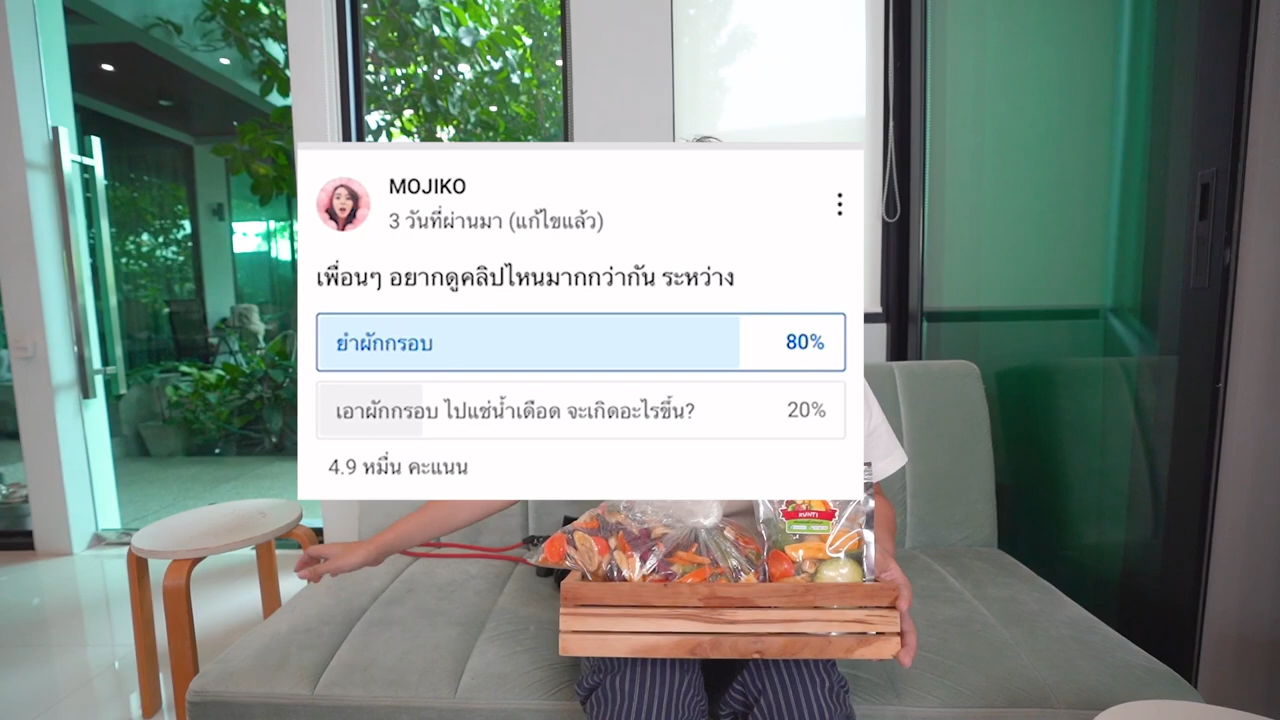 MOJIKO
3 วันที่ผ่านมา (แก้ไขแล้ว)
เพื่อนๆ อยากดูคลิปไหนมากกว่ากัน ระหว่าง
ยำผักกรอบ 80%
เอาผักกรอบ ไปแช่น้ำเดือด จะเกิดอะไรขึ้น? 20%
4.9 หมื่น คะแนน